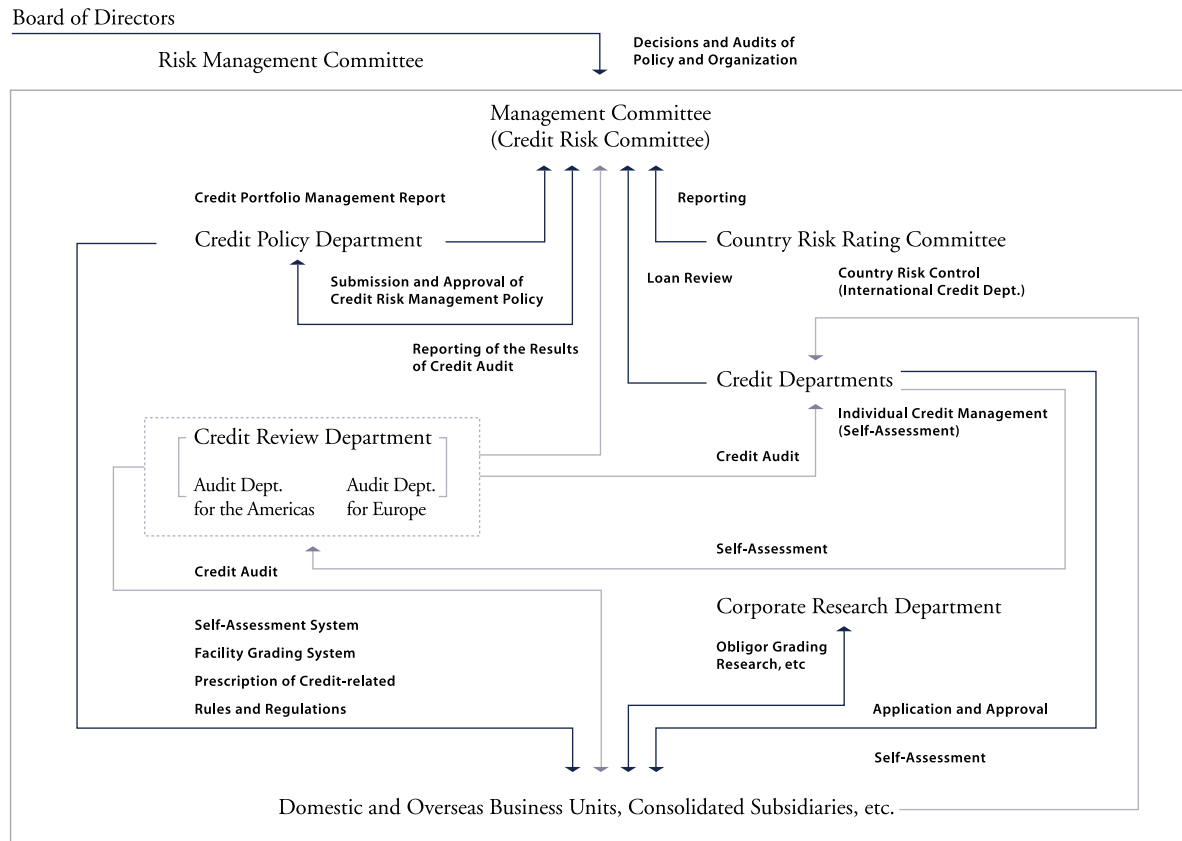 Board of Directors
Decisions and Audits of
Policy and Organization
Risk Management Committee
Management Committee
(Credit Risk Committee)
Credit Portfolio Management Report
Reporting
Credit Policy Department
Country Risk Rating Committee
Submission and Approval of
Credit Risk Management Policy
Loan Review
Country Risk Control
(International Credit Dept.)
Reporting of the Results
of Credit Audit
Credit Departments
Individual Credit Management
(Self-Assessment)
Credit Review Department
Credit Audit
Audit Dept.
for the Americas
Audit Dept.
for Europe
Self-Assessment
Credit Audit
Corporate Research Department
Self-Assessment System
Facility Grading System
Prescription of Credit-related
Rules and Regulations
Obligor Grading
Research, etc
Application and Approval
Self-Assessment
Domestic and Overseas Business Units, Consolidated Subsidiaries, etc.